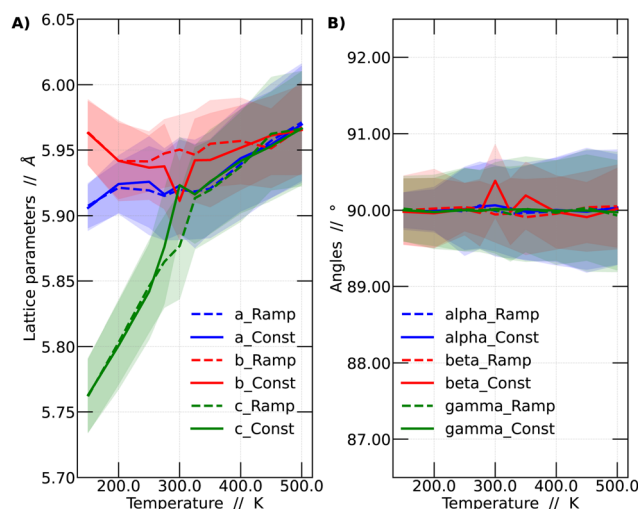 A)
Lattice parameters // Å
6.05
6.00
5.95
5.90
5.85
5.80
5.75
5.70
a_Ramp
a_Const
b_Ramp
b_Const
c_Ramp
c_Const
200.0 300.0 400.0 500.0
Temperature // K
B)
Angles // °
92.00
91.00
90.00
89.00
88.00
87.00
alpha_Ramp
alpha_Const
beta_Ramp
beta_Const
gamma_Ramp
gamma_Const
200.0 300.0 400.0 500.0
Temperature // K